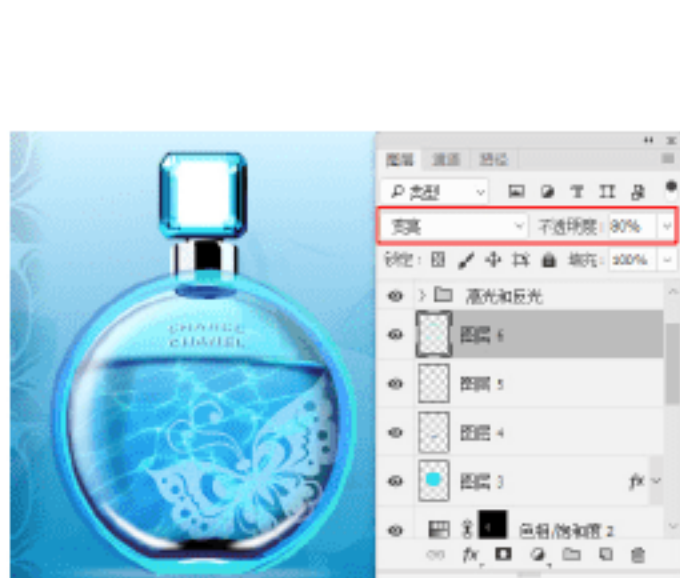 CHANCE
CHANEL
图层 通道 路径
类型
不透明度: 80%
锁定: 填充: 100%
高光和反光
图层 6
图层 5
图层 4
图层 3 fx
色相/饱和度 2
fx